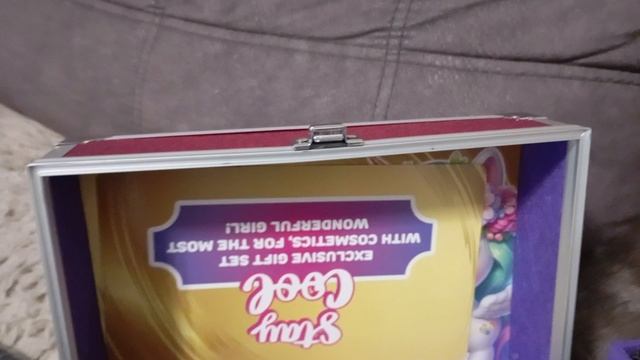 stay
Cool
EXCLUSIVE GIFT SET
WITH COSMETICS, FOR THE MOST
WONDERFUL GIRL!